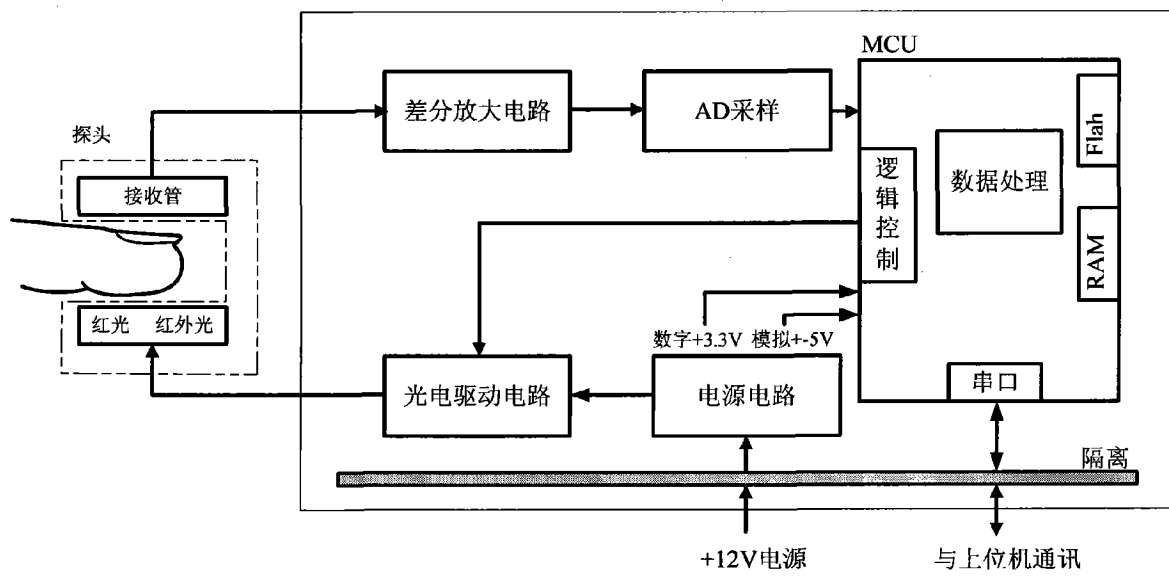 MCU
差分放大电路
AD采样
Flah
探头
接收管
逻辑控制
数据处理
RAM
红光 红外光
数字+3.3V 模拟+-5V
光电驱动电路
电源电路
串口
隔离
+12V电源
与上位机通讯